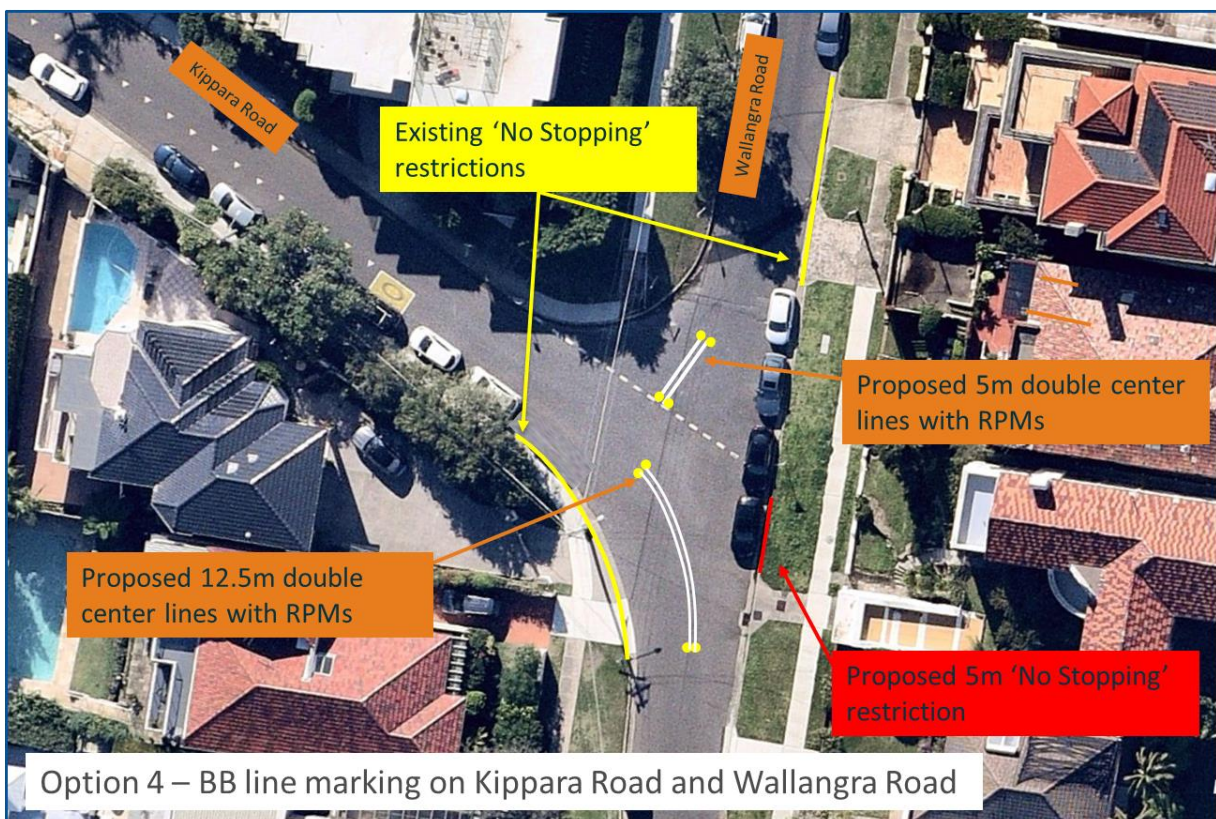 Kippara Road
Wallangra Road
Existing ‘No Stopping’
restrictions
Proposed 5m double center
lines with RPMs
Proposed 12.5m double
center lines with RPMs
Proposed 5m ‘No Stopping’
restriction
Option 4 – BB line marking on Kippara Road and Wallangra Road